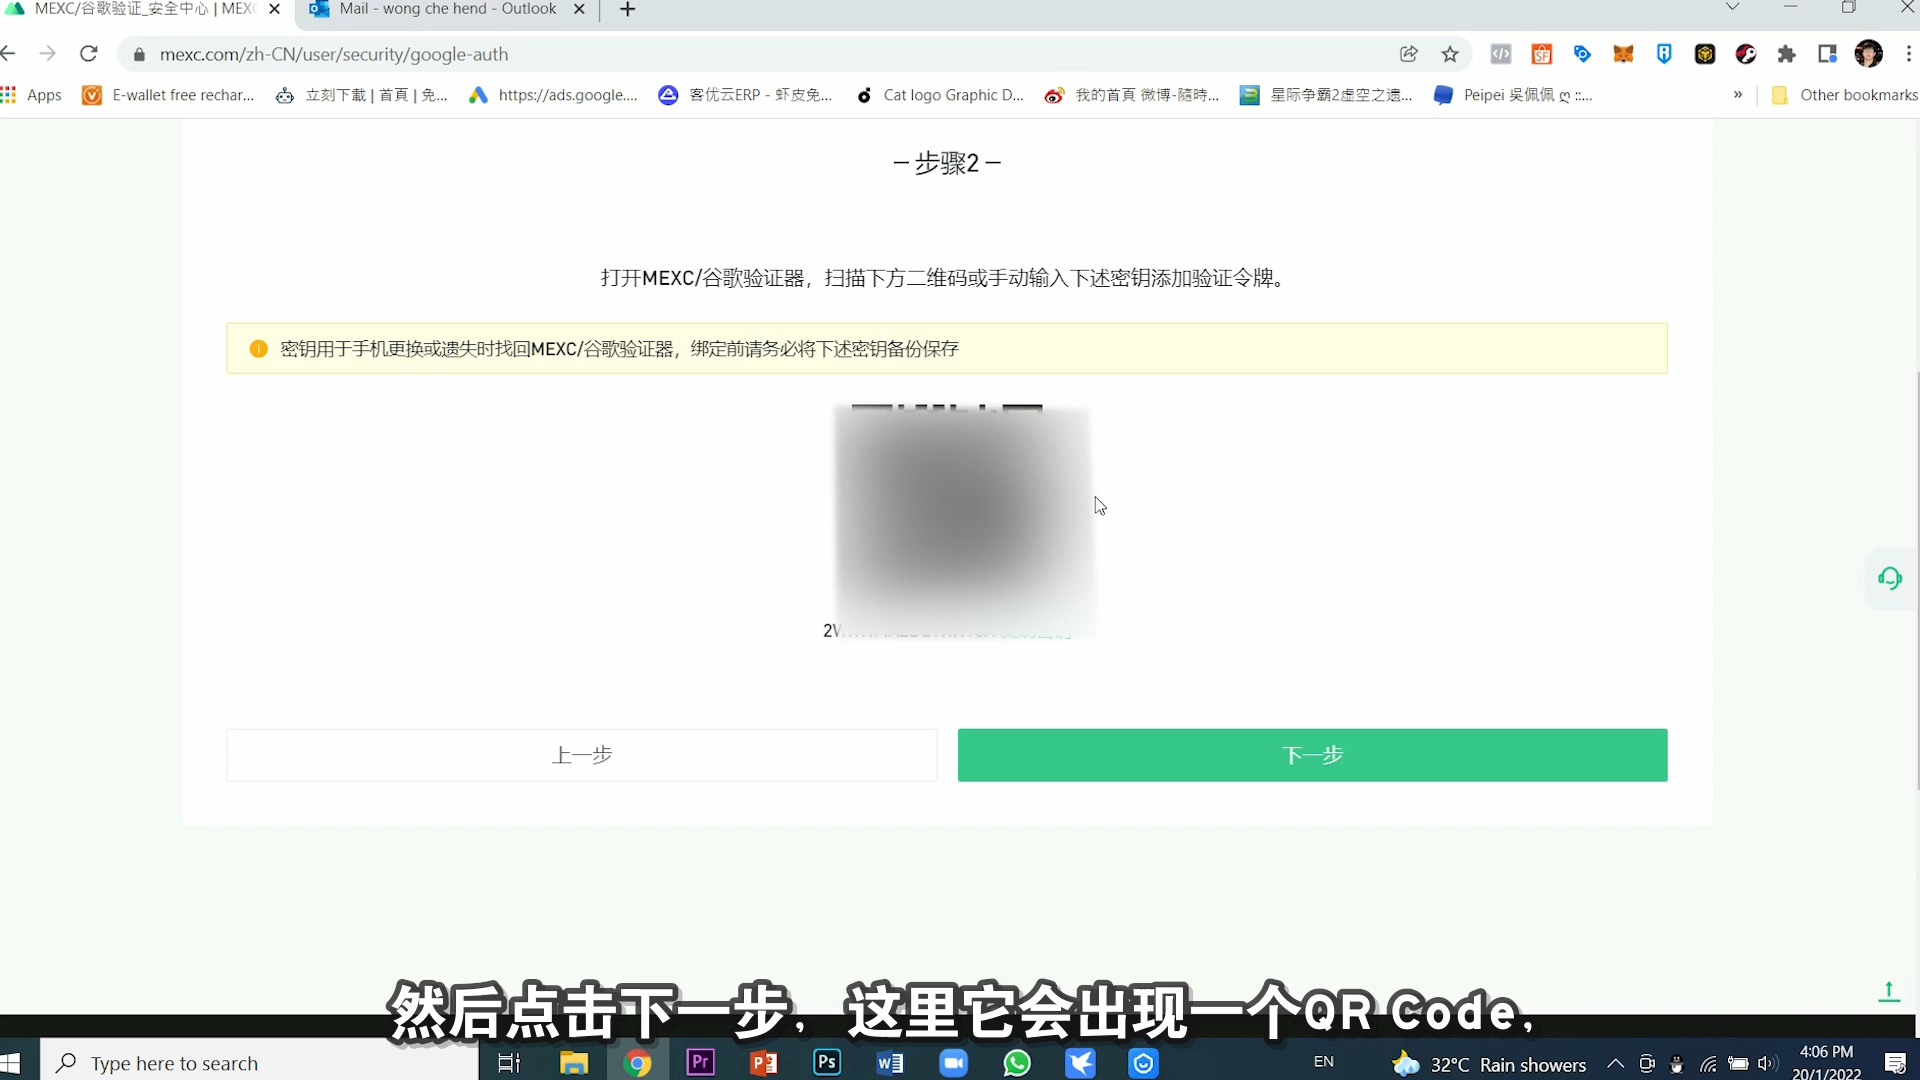 MEXC/谷歌验证_安全中心 | MEXC
Mail - wong che hend - Outlook
mexc.com/zh-CN/user/security/google-auth
Apps
E-wallet free rechar...
立刻下載 | 首頁 | 免...
https://ads.google....
客优云ERP - 虾皮免...
Cat logo Graphic D...
我的首頁 微博-隨時...
星际争霸2虚空之遗...
Peipei 吳佩佩 ღ ::...
»
Other bookmarks
– 步骤2 –
打开MEXC/谷歌验证器，扫描下方二维码或手动输入下述密钥添加验证令牌。
密钥用于手机更换或遗失时找回MEXC/谷歌验证器，绑定前请务必将下述密钥备份保存
上一步
下一步
然后点击下一步，这里它会出现一个QR Code,
Type here to search
Pr
Ps
EN
32°C Rain showers
4:06 PM
20/1/2022